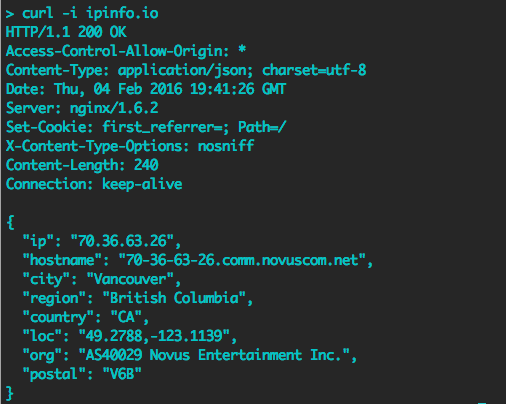 > curl -i ipinfo.io
HTTP/1.1 200 OK
Access-Control-Allow-Origin: *
Content-Type: application/json; charset=utf-8
Date: Thu, 04 Feb 2016 19:41:26 GMT
Server: nginx/1.6.2
Set-Cookie: first_referrer=; Path=/
X-Content-Type-Options: nosniff
Content-Length: 240
Connection: keep-alive
{
"ip": "70.36.63.26",
"hostname": "70-36-63-26.comm.novuscom.net",
"city": "Vancouver",
"region": "British Columbia",
"country": "CA",
"loc": "49.2788,-123.1139",
"org": "AS40029 Novus Entertainment Inc.",
"postal": "V6B"
}